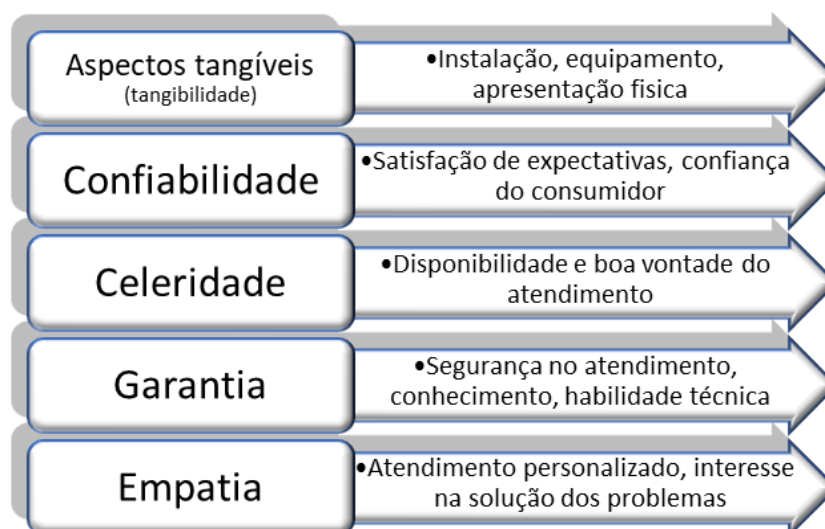 Aspectos tangíveis
(tangibilidade)
•Instalação, equipamento,
apresentação fisica
Confiabilidade
•Satisfação de expectativas, confiança
do consumidor
Celeridade
•Disponibilidade e boa vontade do
atendimento
Garantia
•Segurança no atendimento,
conhecimento, habilidade técnica
Empatia
•Atendimento personalizado, interesse
na solução dos problemas